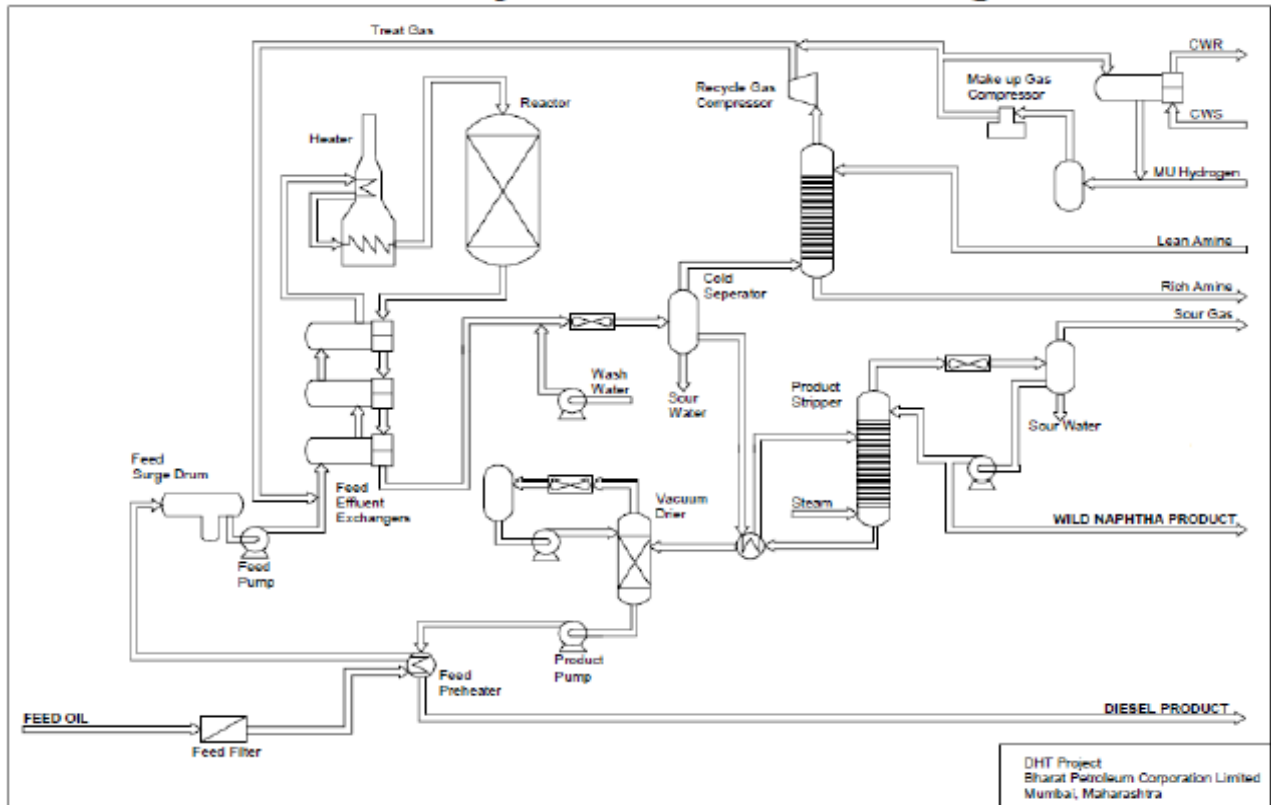 Treat Gas
CWR
Make up Gas
Compressor
Recycle Gas
Compressor
Reactor
Heater
CWS
MU Hydrogen
Lean Amine
Cold
Seperator
Rich Amine
Sour Gas
Wash
Water
Sour
Water
Product
Stripper
Sour Water
Feed
Surge Drum
Feed
Effluent
Exchangers
Vacuum
Drier
Steam
WILD NAPHTHA PRODUCT
Feed
Pump
Product
Pump
Feed
Preheater
FEED OIL
DIESEL PRODUCT
Feed Filter
DHT Project
Bharat Petroleum Corporation Limited
Mumbai, Maharashtra